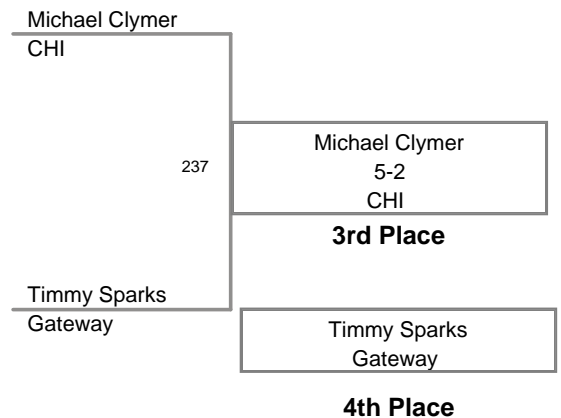 Michael Clymer
CHI
237
Michael Clymer
5-2
CHI
3rd Place
Timmy Sparks
Gateway
Timmy Sparks
Gateway
4th Place